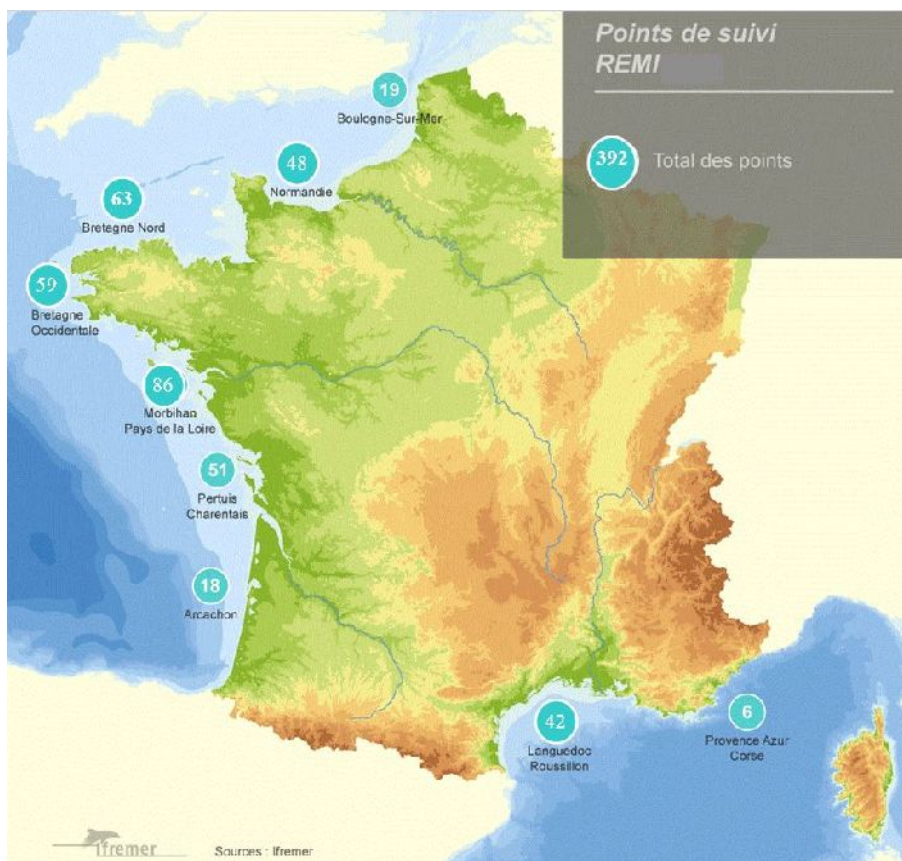 Points de suivi
REMI
392 Total des points
19
Boulogne-Sur-Mer
48
Normandie
63
Bretegne Nord
59
Bretagne
Occidentale
86
Morbihan
Pays de la Loire
51
Pertuis
Charentais
18
Arcachon
42
Languedoc
Roussillon
6
Provence Azur
Corse
ifremer
Sources : Ifremer